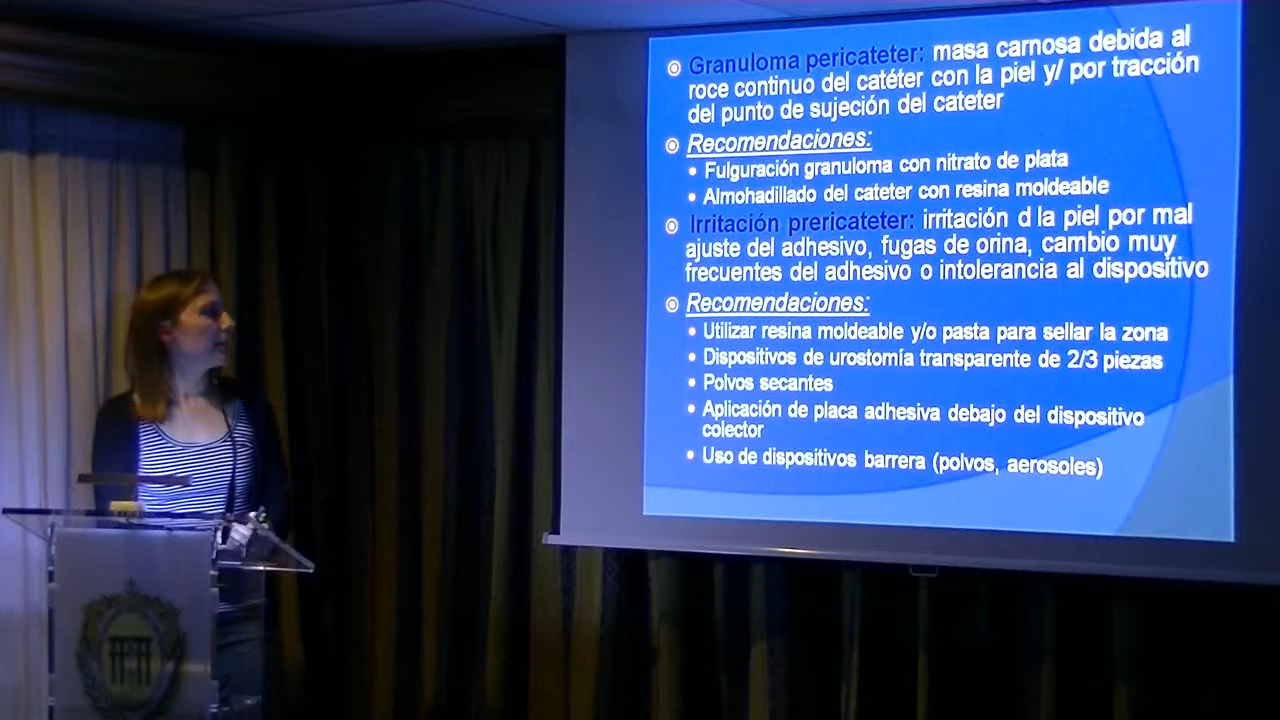 Granuloma pericateter: masa carnosa debida al
roce continuo del catéter con la piel y/ por tracción
del punto de sujeción del cateter
Recomendaciones:
Fulguración granuloma con nitrato de plata
Almohadillado del cateter con resina moldeable
Irritación prericateter: irritación d la piel por mal
ajuste del adhesivo, fugas de orina, cambio muy
frecuentes del adhesivo o intolerancia al dispositivo
Recomendaciones:
Utilizar resina moldeable y/o pasta para sellar la zona
Dispositivos de urostomía transparente de 2/3 piezas
Polvos secantes
Aplicación de placa adhesiva debajo del dispositivo
colector
Uso de dispositivos barrera (polvos, aerosoles)